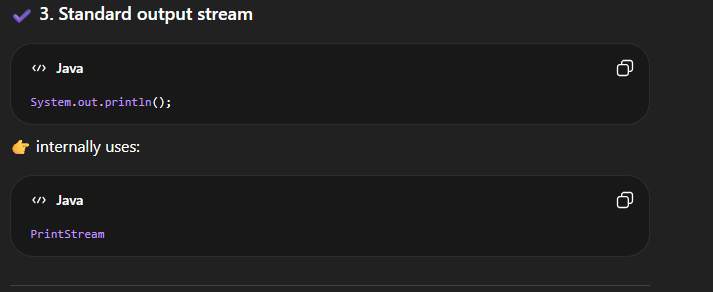 ✔ 3. Standard output stream
</> Java
System.out.println();
👉 internally uses:
</> Java
PrintStream